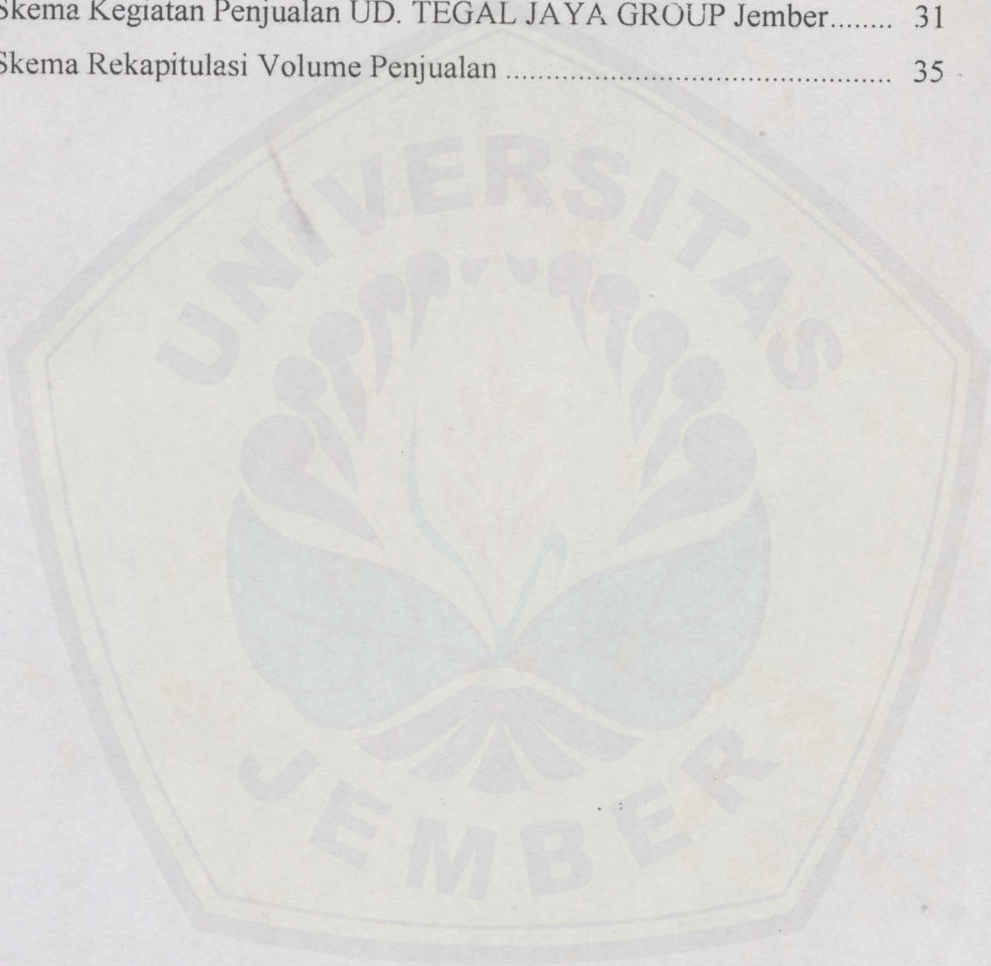 Skema Kegiatan Penjualan UD. TEGAL JAYA GROUP Jember........ 31
Skema Rekapitulasi Volume Penjualan ................................................ 35
UNIVERSITAS
JEMBER